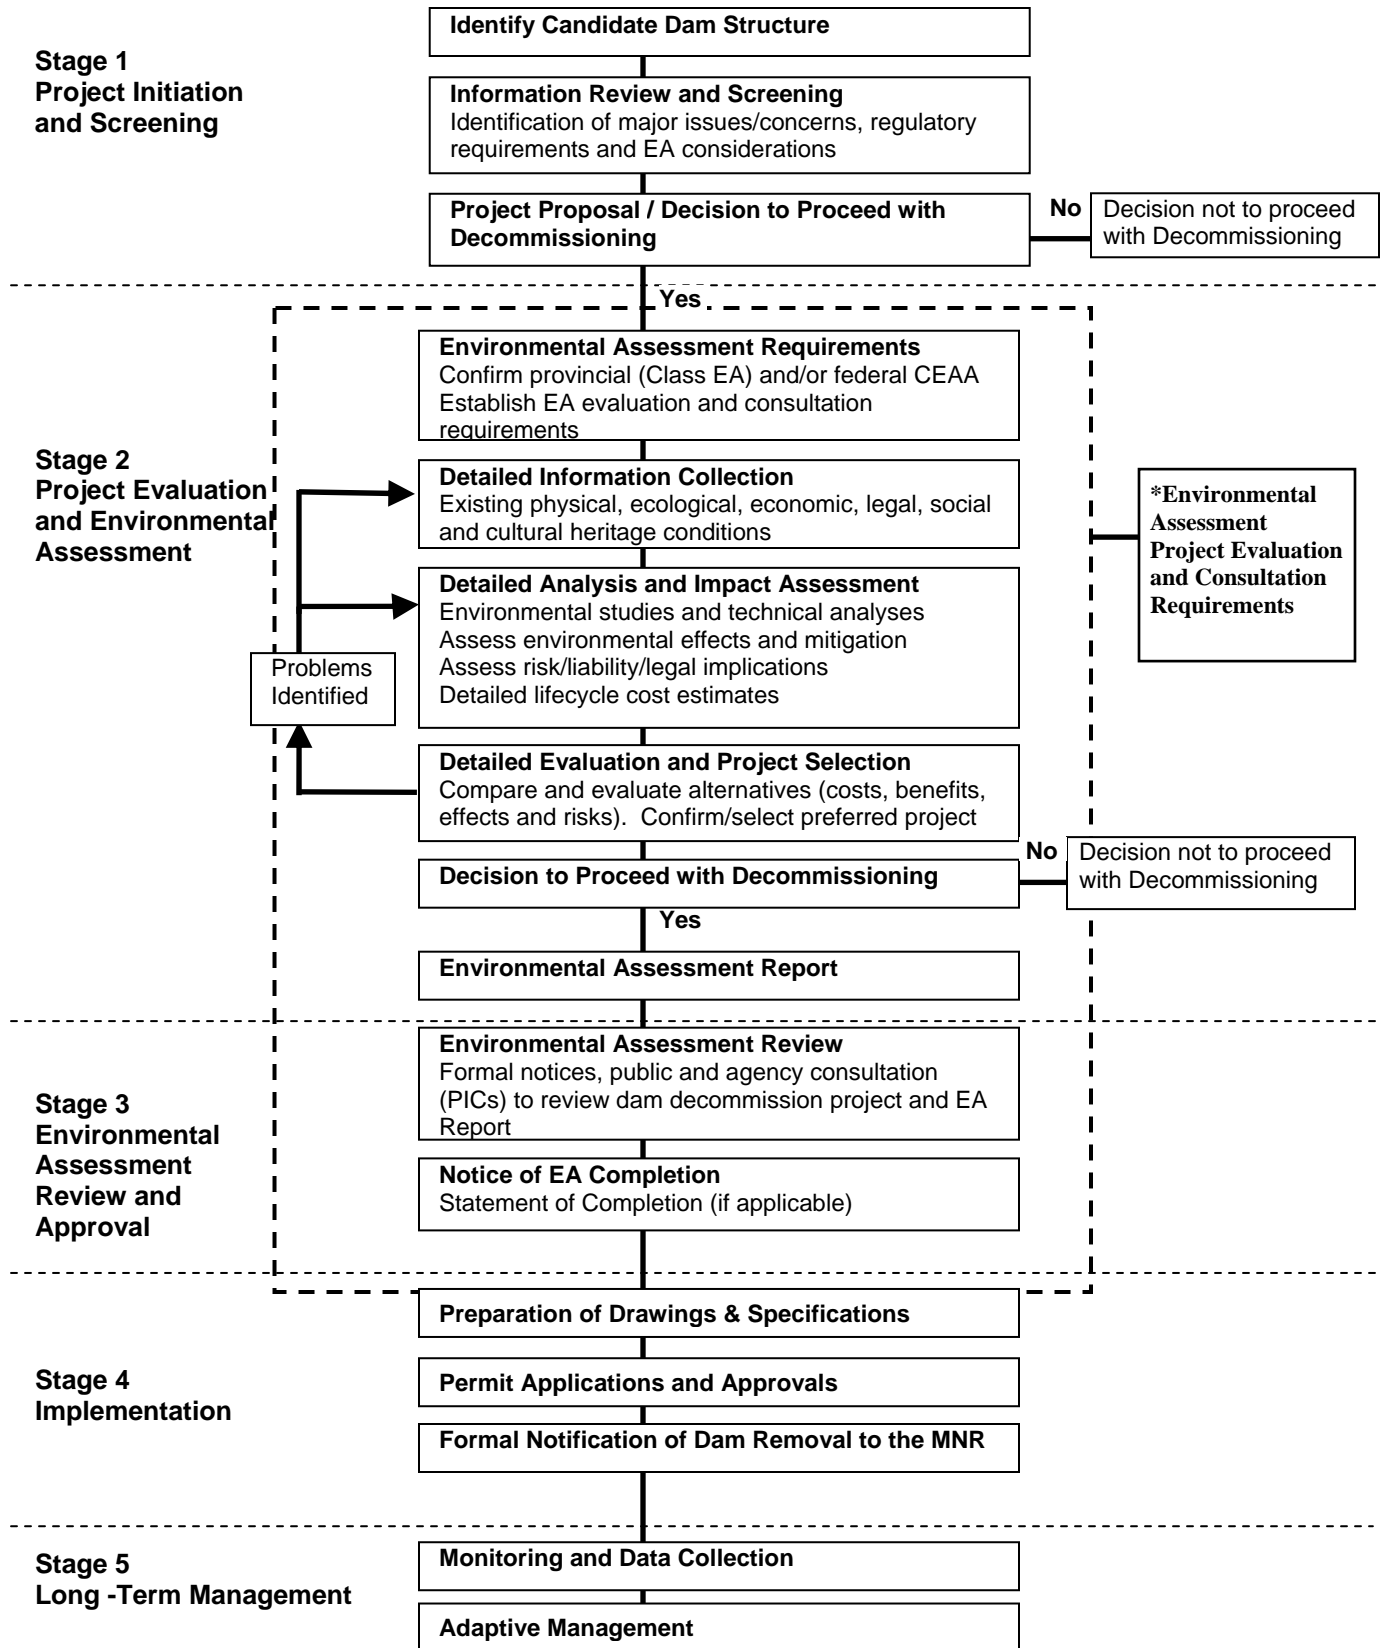 Identify Candidate Dam Structure
Stage 1
Project Initiation
and Screening
Information Review and Screening
Identification of major issues/concerns, regulatory
requirements and EA considerations
Project Proposal / Decision to Proceed with
Decommissioning
No
Decision not to proceed
with Decommissioning
Yes
Environmental Assessment Requirements
Confirm provincial (Class EA) and/or federal CEAA
Establish EA evaluation and consultation
requirements
Stage 2
Project Evaluation
and Environmental
Assessment
Detailed Information Collection
Existing physical, ecological, economic, legal, social
and cultural heritage conditions
*Environmental
Assessment
Project Evaluation
and Consultation
Requirements
Detailed Analysis and Impact Assessment
Environmental studies and technical analyses
Assess environmental effects and mitigation
Assess risk/liability/legal implications
Detailed lifecycle cost estimates
Problems
Identified
Detailed Evaluation and Project Selection
Compare and evaluate alternatives (costs, benefits,
effects and risks).  Confirm/select preferred project
Decision to Proceed with Decommissioning
No
Decision not to proceed
with Decommissioning
Yes
Environmental Assessment Report
Stage 3
Environmental
Assessment
Review and
Approval
Environmental Assessment Review
Formal notices, public and agency consultation
(PICs) to review dam decommission project and EA
Report
Notice of EA Completion
Statement of Completion (if applicable)
Stage 4
Implementation
Preparation of Drawings & Specifications
Permit Applications and Approvals
Formal Notification of Dam Removal to the MNR
Stage 5
Long -Term Management
Monitoring and Data Collection
Adaptive Management